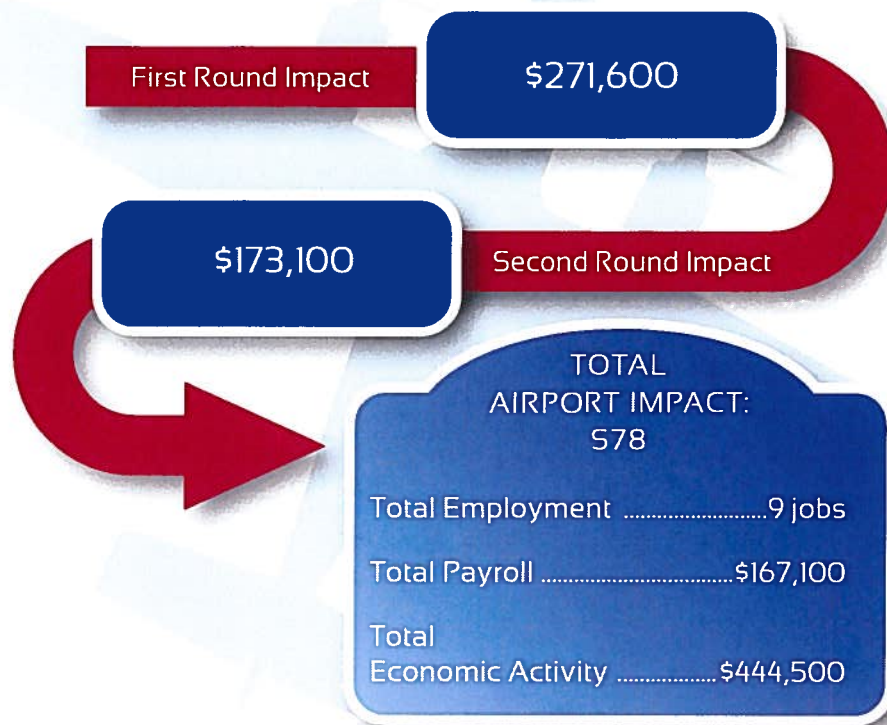 First Round Impact
$271,600
$173,100
Second Round Impact
TOTAL
AIRPORT IMPACT:
S78
Total Employment ..........................9 jobs
Total Payroll ...................................$167,100
Total
Economic Activity ..................$444,500